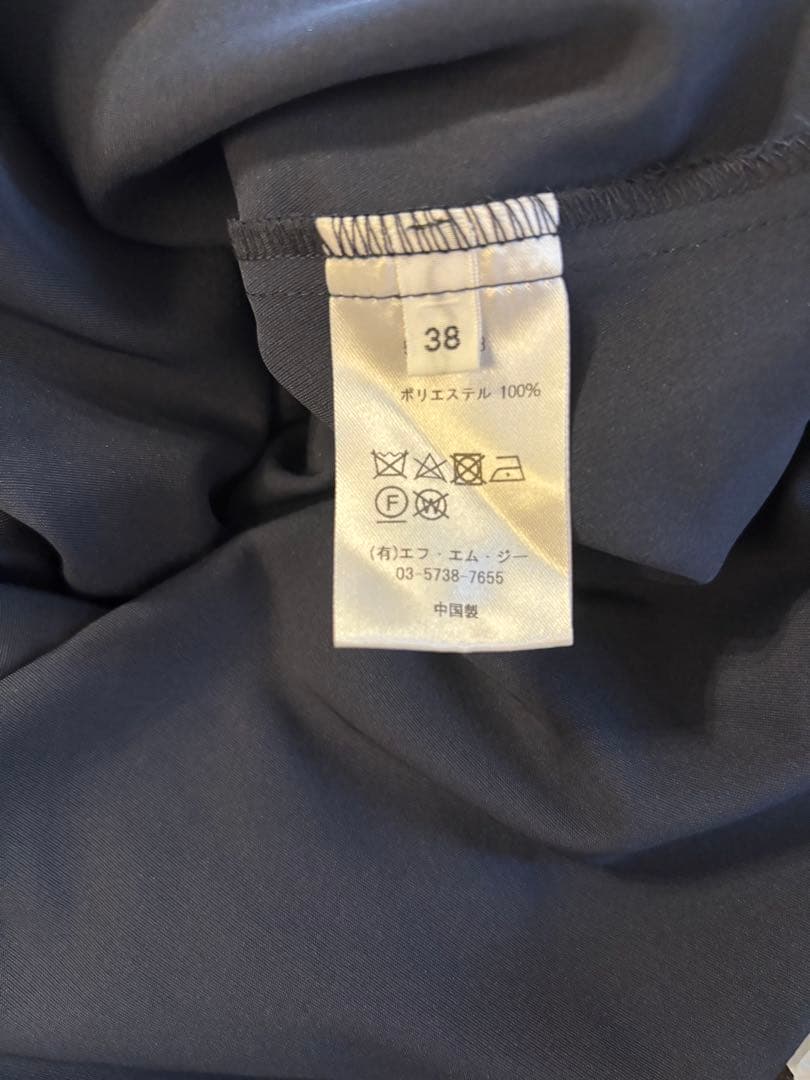 38
ポリエステル 100%
F W
(有)エフ・エム・ジー
03-5738-7655
中国製